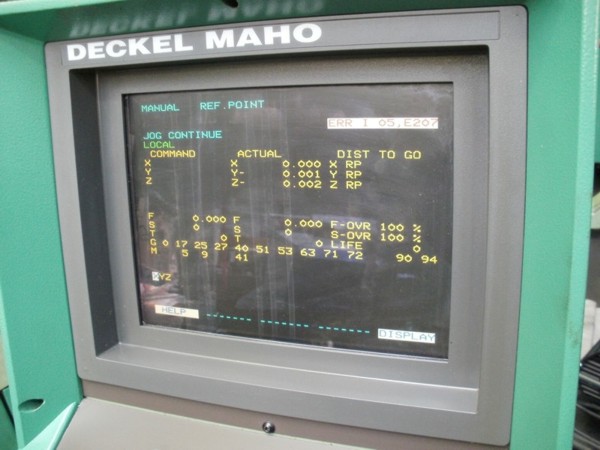 DECKEL MAHO
MANUAL REF.POINT
ERR 1 05,E207
JOG CONTINUE
LOCAL
COMMAND ACTUAL DIST TO GO
X X 0.000 X RP
Y Y- 0.001 Y RP
Z Z- 0.002 Z RP
F 0.000 F 0.000 F-OVR 100 %
S 0 S 0 S-OVR 100 %
T 0 T 0 LIFE 0
G 0 17 25 27 40 51 53 63 71 72 90 94
M 5 9 41
XYZ
HELP DISPLAY